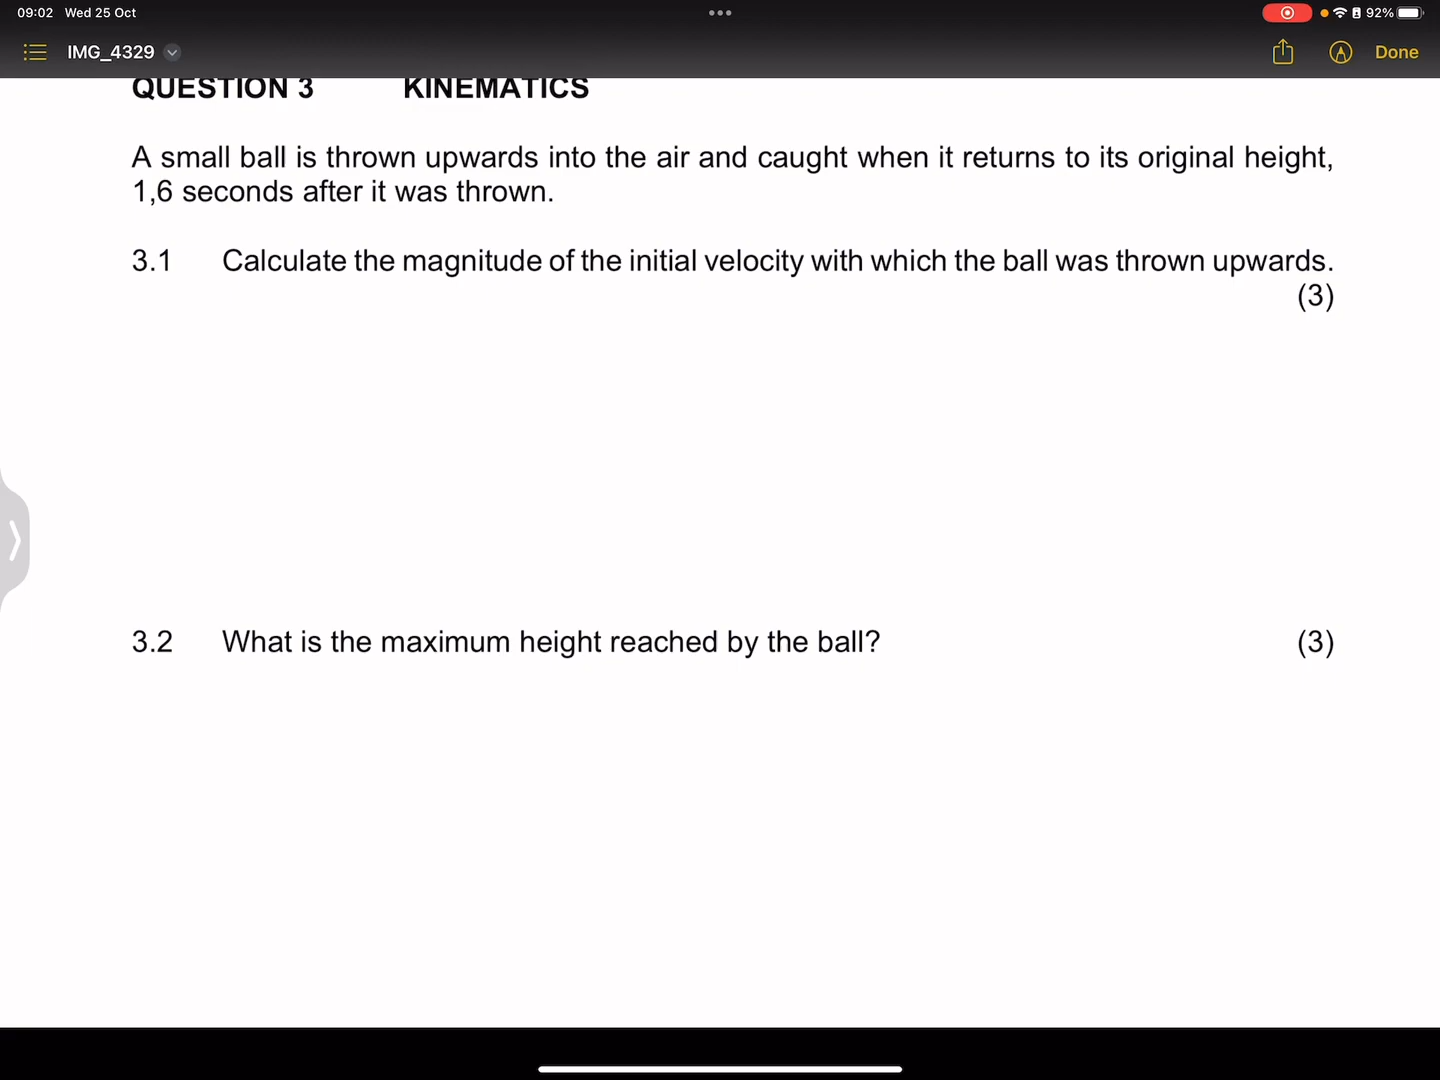 09:02 Wed 25 Oct
92%
IMG_4329
Done
QUESTION 3 KINEMATICS
A small ball is thrown upwards into the air and caught when it returns to its original height,
1,6 seconds after it was thrown.
3.1 Calculate the magnitude of the initial velocity with which the ball was thrown upwards.
(3)
3.2 What is the maximum height reached by the ball? (3)